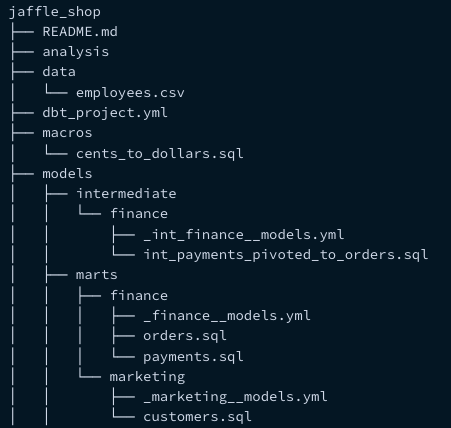 jaffle_shop
├── README.md
├── analysis
├── data
│   └── employees.csv
├── dbt_project.yml
├── macros
│   └── cents_to_dollars.sql
├── models
│   ├── intermediate
│   │   └── finance
│   │       ├── _int_finance__models.yml
│   │       └── int_payments_pivoted_to_orders.sql
│   ├── marts
│   │   ├── finance
│   │   │   ├── _finance__models.yml
│   │   │   ├── orders.sql
│   │   │   └── payments.sql
│   │   └── marketing
│   │       ├── _marketing__models.yml
│   │       └── customers.sql